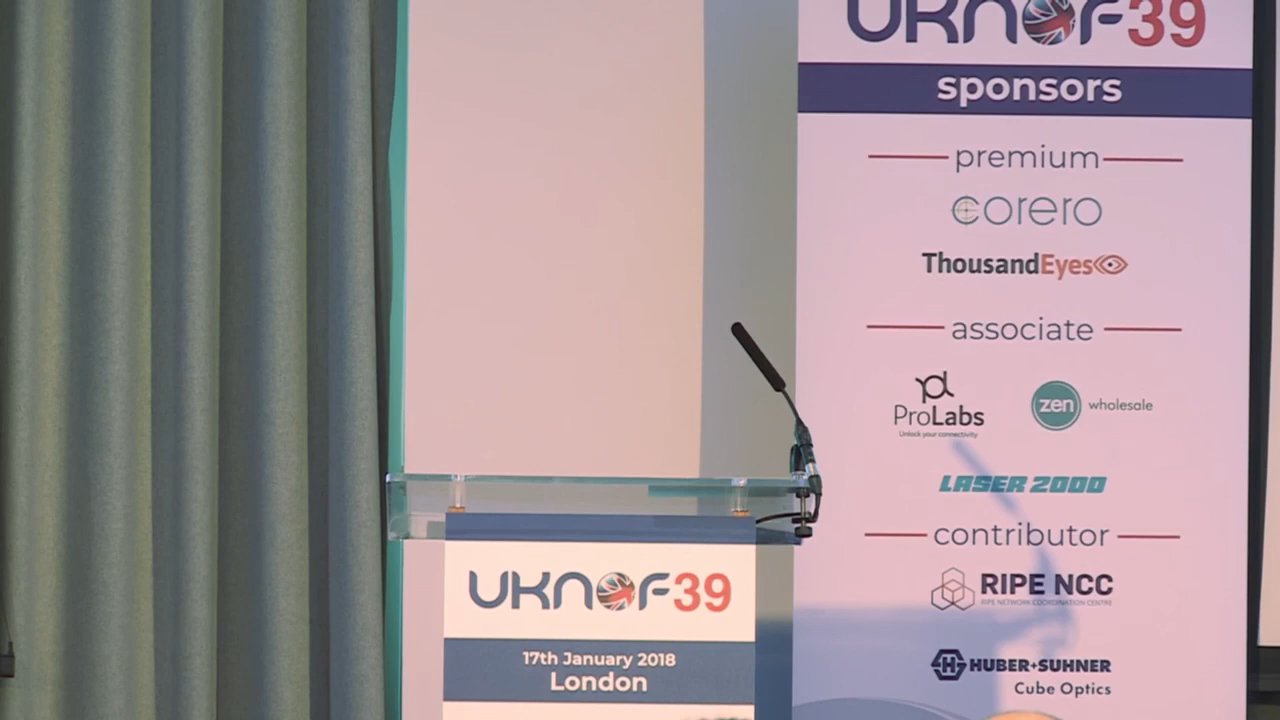 UKNOF39
sponsors
premium
corero
ThousandEyes
associate
ProLabs
Unlock your connectivity
zen wholesale
LASER 2000
contributor
RIPE NCC
RIPE NETWORK COORDINATION CENTRE
HUBER+SUHNER
Cube Optics
UKNOF39
17th January 2018
London